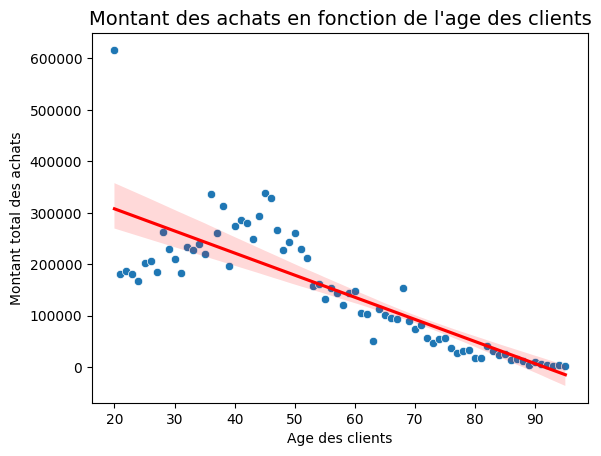 Montant des achats en fonction de l'age des clients
Montant total des achats
600000
500000
400000
300000
200000
100000
0
20 30 40 50 60 70 80 90
Age des clients